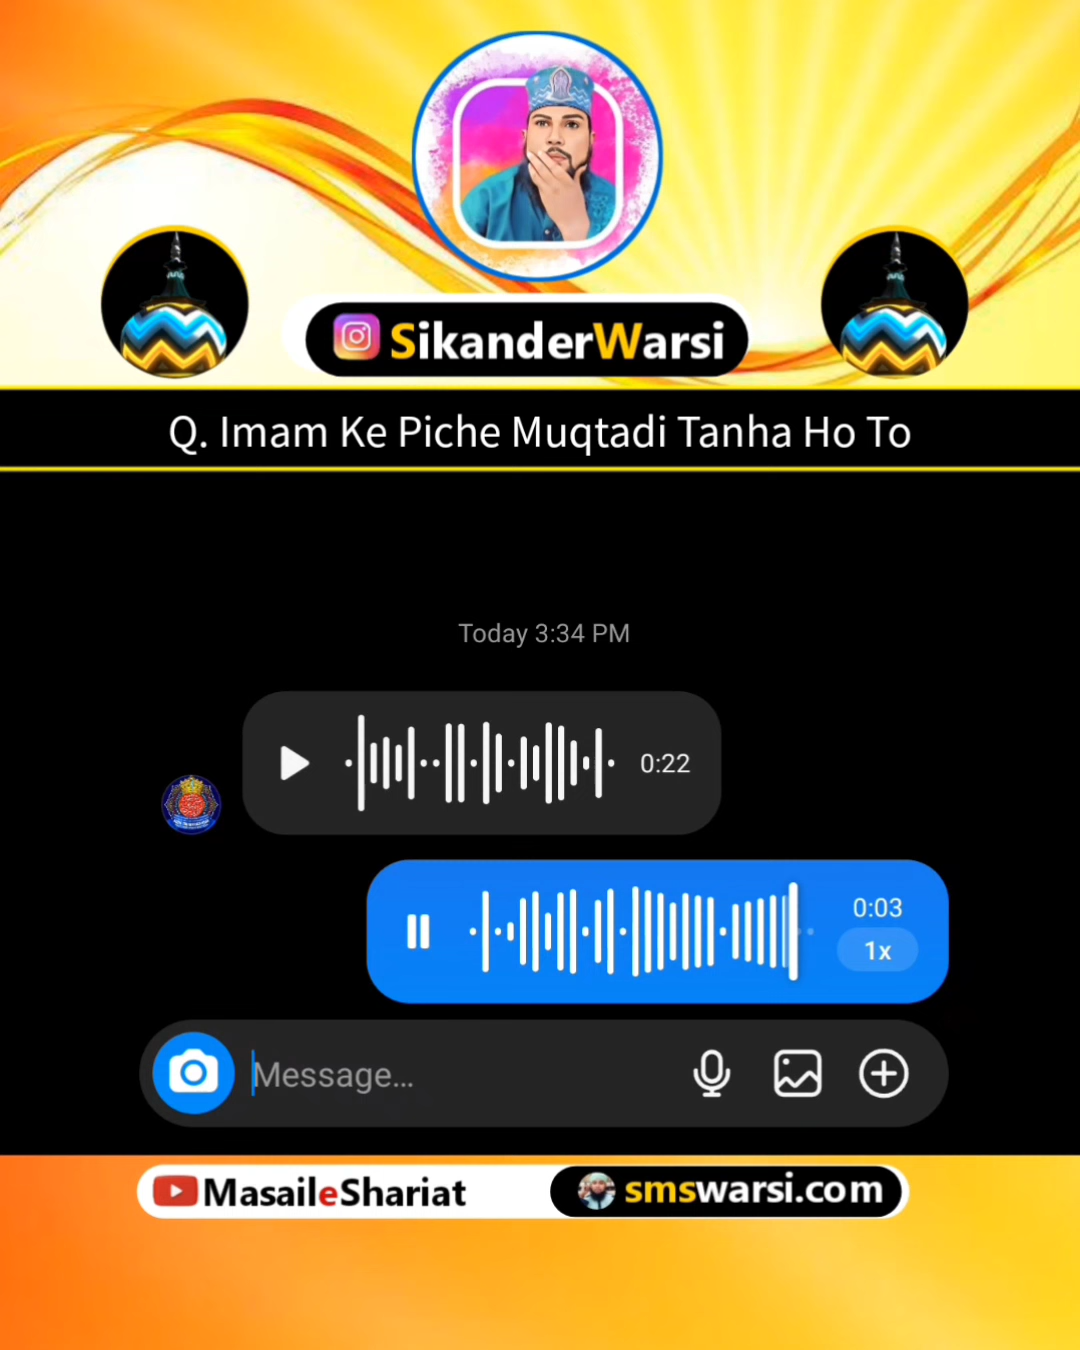 SikanderWarsi
Q. Imam Ke Piche Muqtadi Tanha Ho To
Today 3:34 PM
0:22
0:03
1x
Message...
MasaileShariat
smswarsi.com